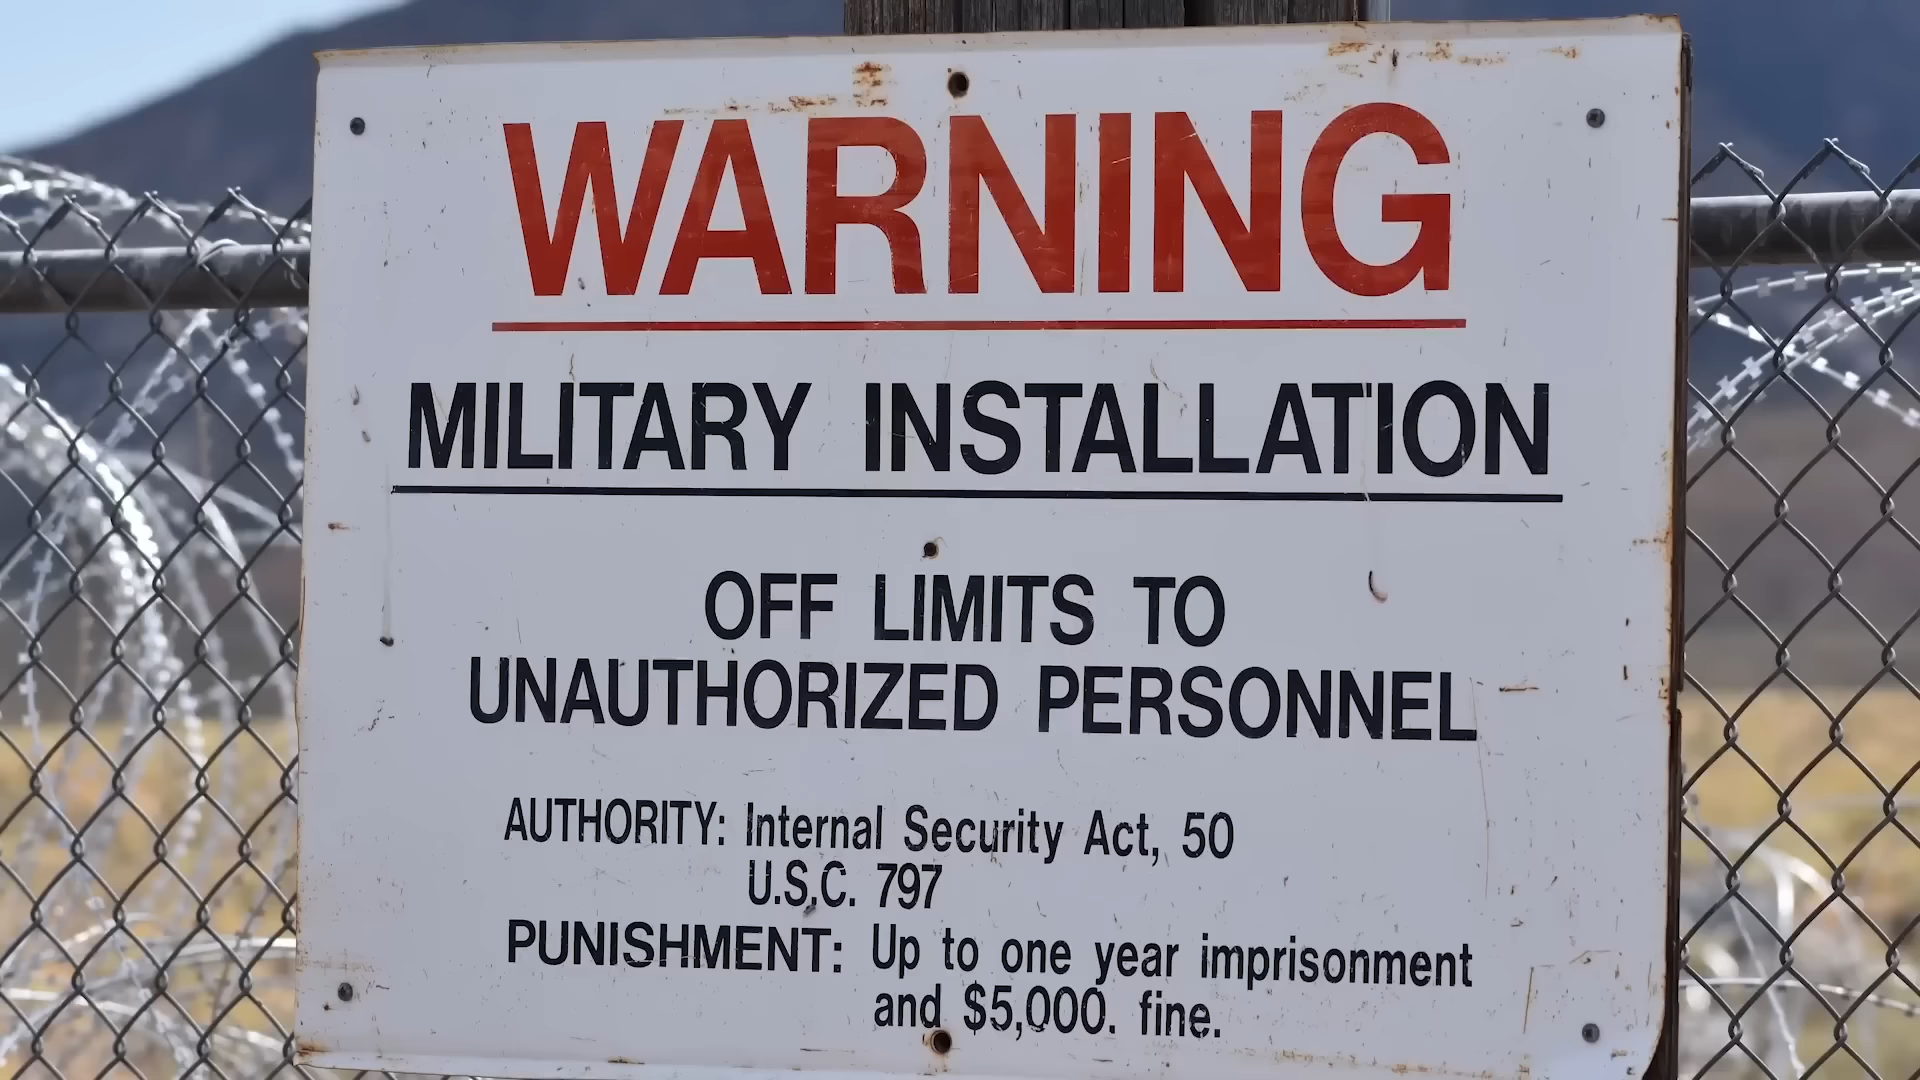 WARNING
MILITARY INSTALLATION
OFF LIMITS TO
UNAUTHORIZED PERSONNEL
AUTHORITY: Internal Security Act, 50
U.S.C. 797
PUNISHMENT: Up to one year imprisonment
and $5,000. fine.